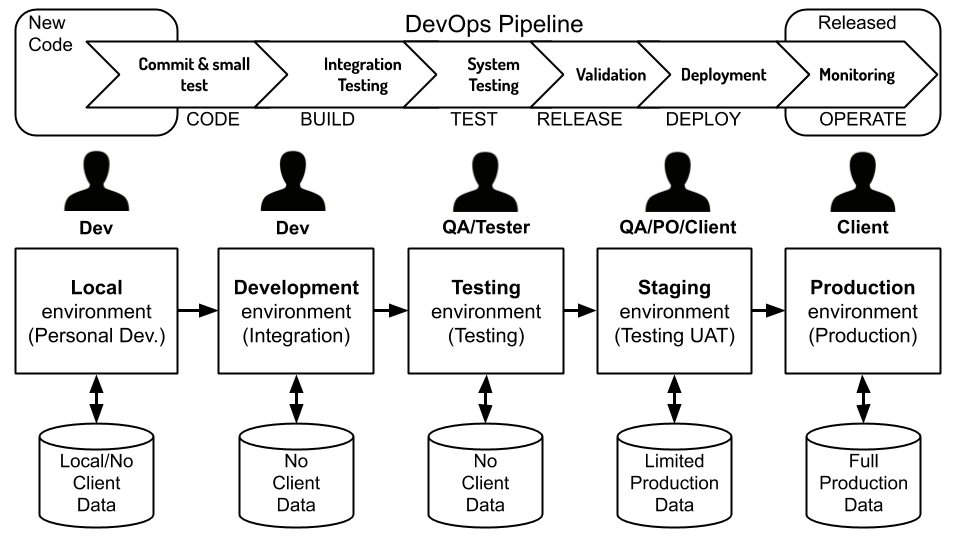 DevOps Pipeline
New
Code
Released
Commit & small
test
Integration
Testing
System
Testing
Validation
Deployment
Monitoring
CODE
BUILD
TEST
RELEASE
DEPLOY
OPERATE
Dev
Dev
QA/Tester
QA/PO/Client
Client
Local
environment
(Personal Dev.)
Development
environment
(Integration)
Testing
environment
(Testing)
Staging
environment
(Testing UAT)
Production
environment
(Production)
Local/No
Client
Data
No
Client
Data
No
Client
Data
Limited
Production
Data
Full
Production
Data